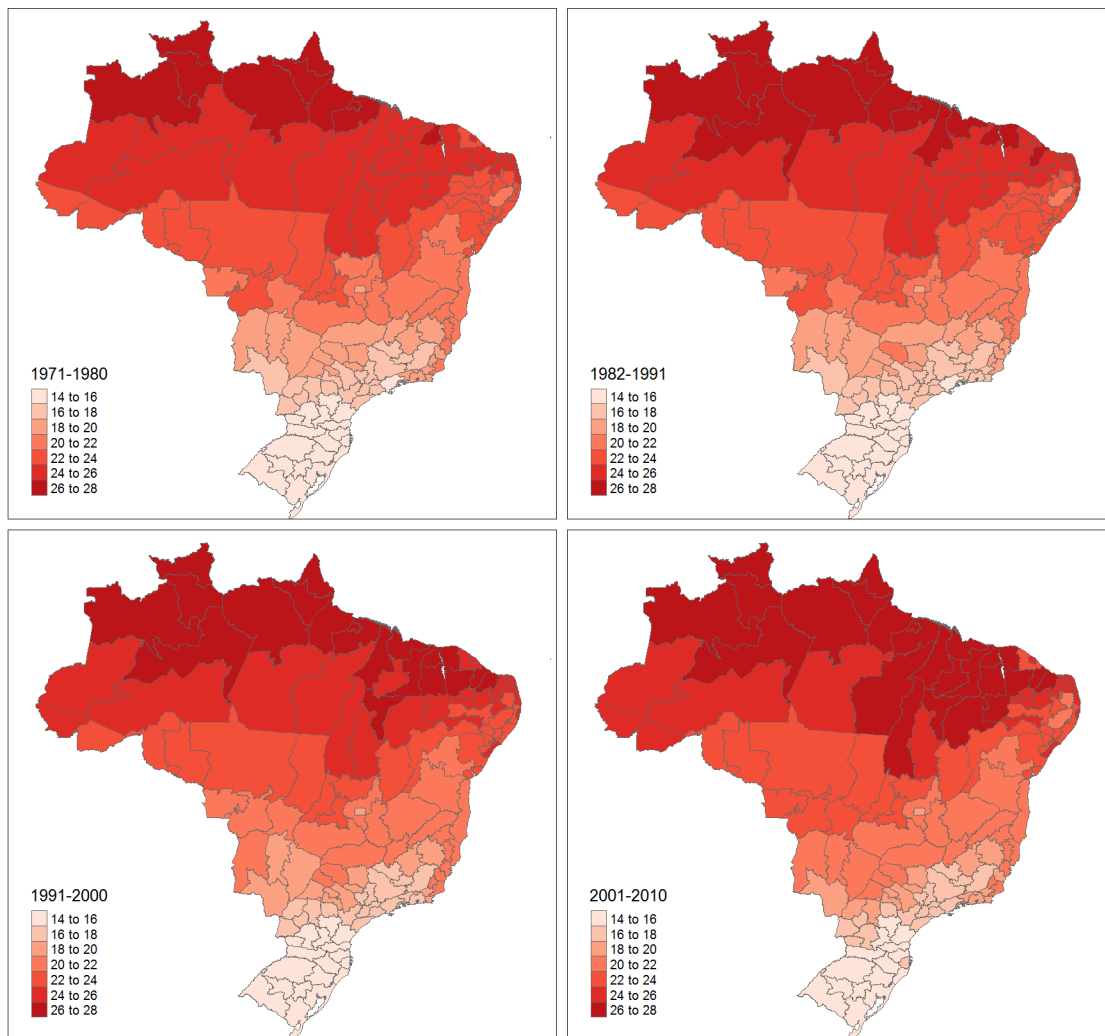 1971-1980
14 to 16
16 to 18
18 to 20
20 to 22
22 to 24
24 to 26
26 to 28
1982-1991
14 to 16
16 to 18
18 to 20
20 to 22
22 to 24
24 to 26
26 to 28
1991-2000
14 to 16
16 to 18
18 to 20
20 to 22
22 to 24
24 to 26
26 to 28
2001-2010
14 to 16
16 to 18
18 to 20
20 to 22
22 to 24
24 to 26
26 to 28